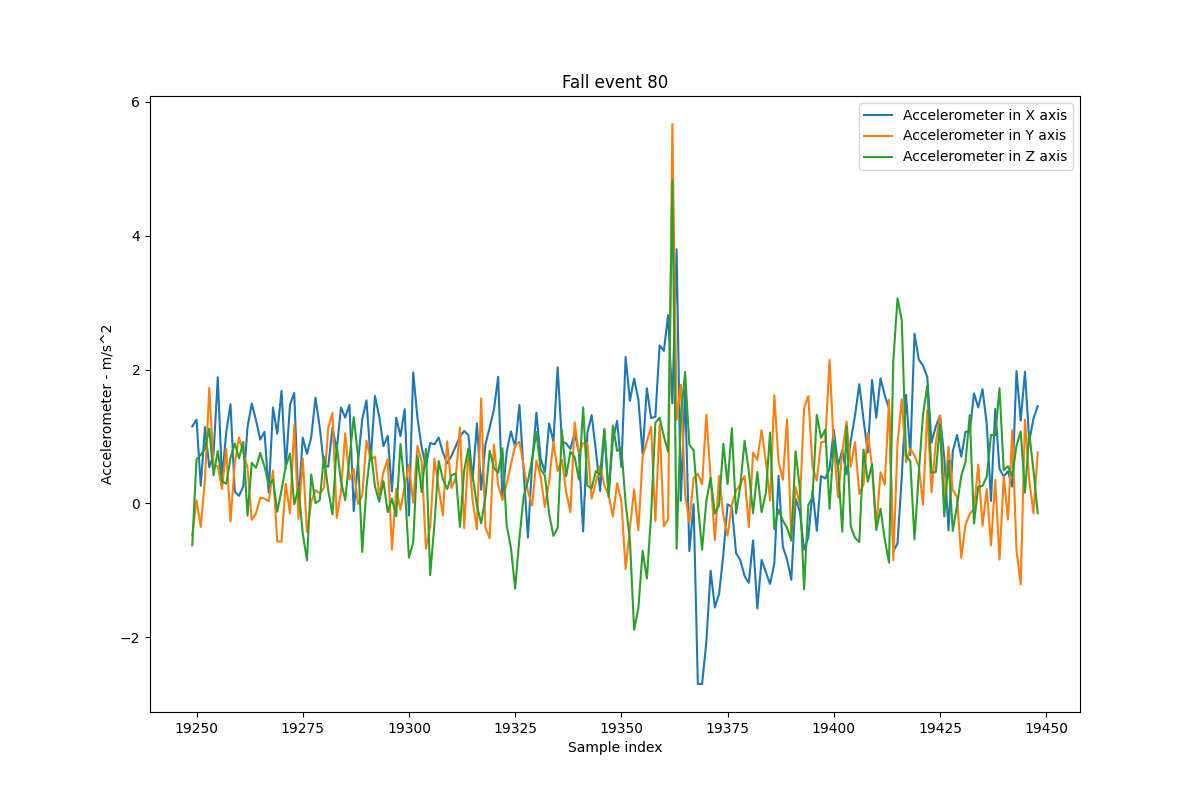 Fall event 80
Accelerometer in X axis
Accelerometer in Y axis
Accelerometer in Z axis
Accelerometer - m/s^2
6
4
2
0
−2
19250 19275 19300 19325 19350 19375 19400 19425 19450
Sample index